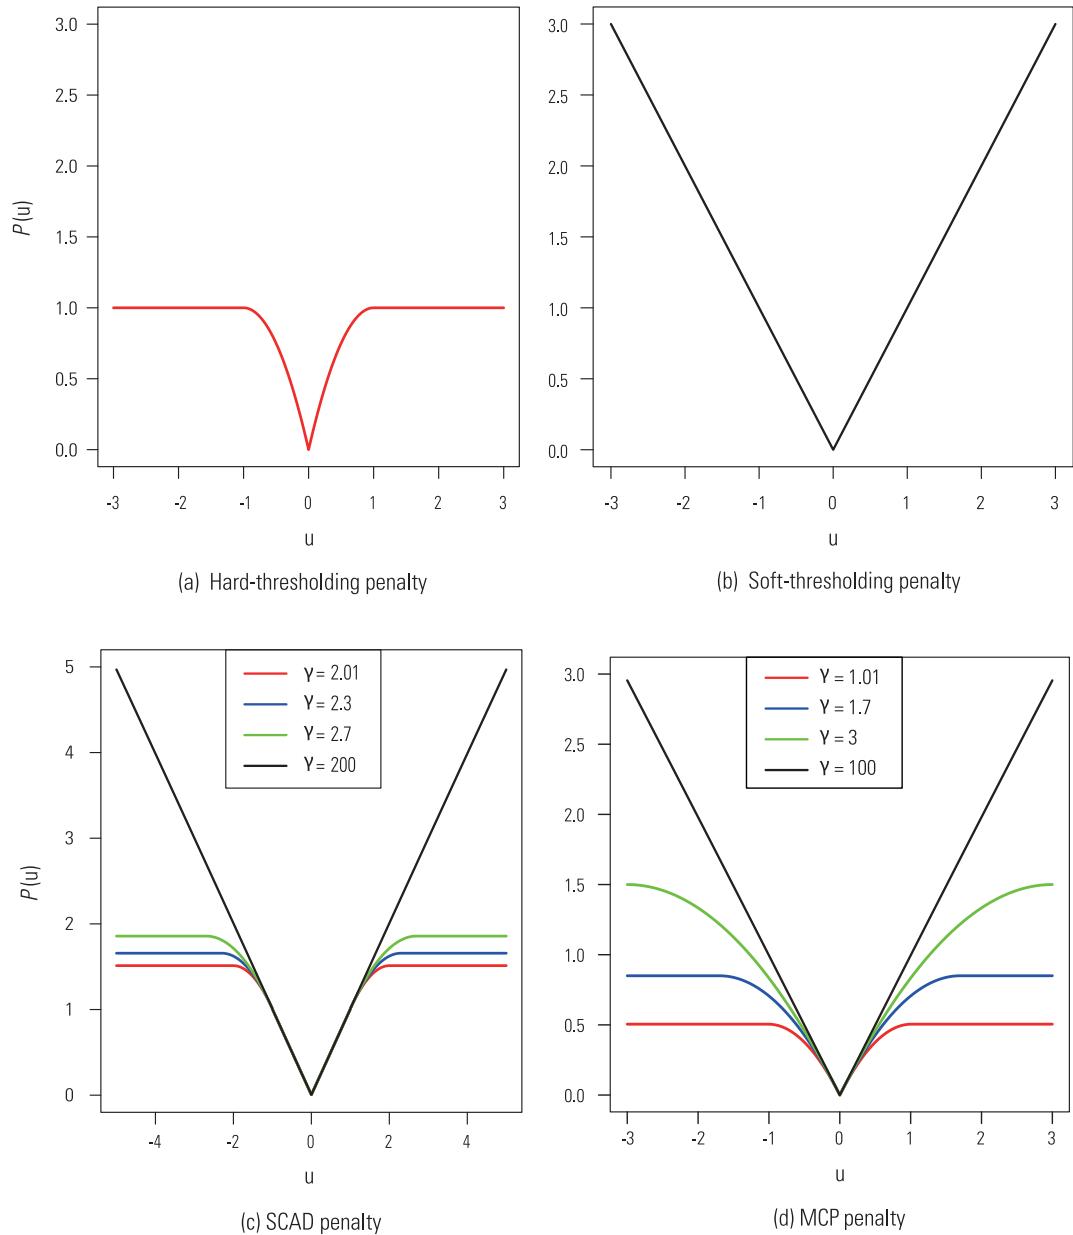 3.0
2.5
2.0
1.5
1.0
0.5
0.0
P(u)
-3 -2 -1 0 1 2 3
u
(a) Hard-thresholding penalty
3.0
2.5
2.0
1.5
1.0
0.5
0.0
-3 -2 -1 0 1 2 3
u
(b) Soft-thresholding penalty
5
4
3
2
1
0
P(u)
γ = 2.01
γ = 2.3
γ = 2.7
γ = 200
-4 -2 0 2 4
u
(c) SCAD penalty
3.0
2.5
2.0
1.5
1.0
0.5
0.0
γ = 1.01
γ = 1.7
γ = 3
γ = 100
-3 -2 -1 0 1 2 3
u
(d) MCP penalty